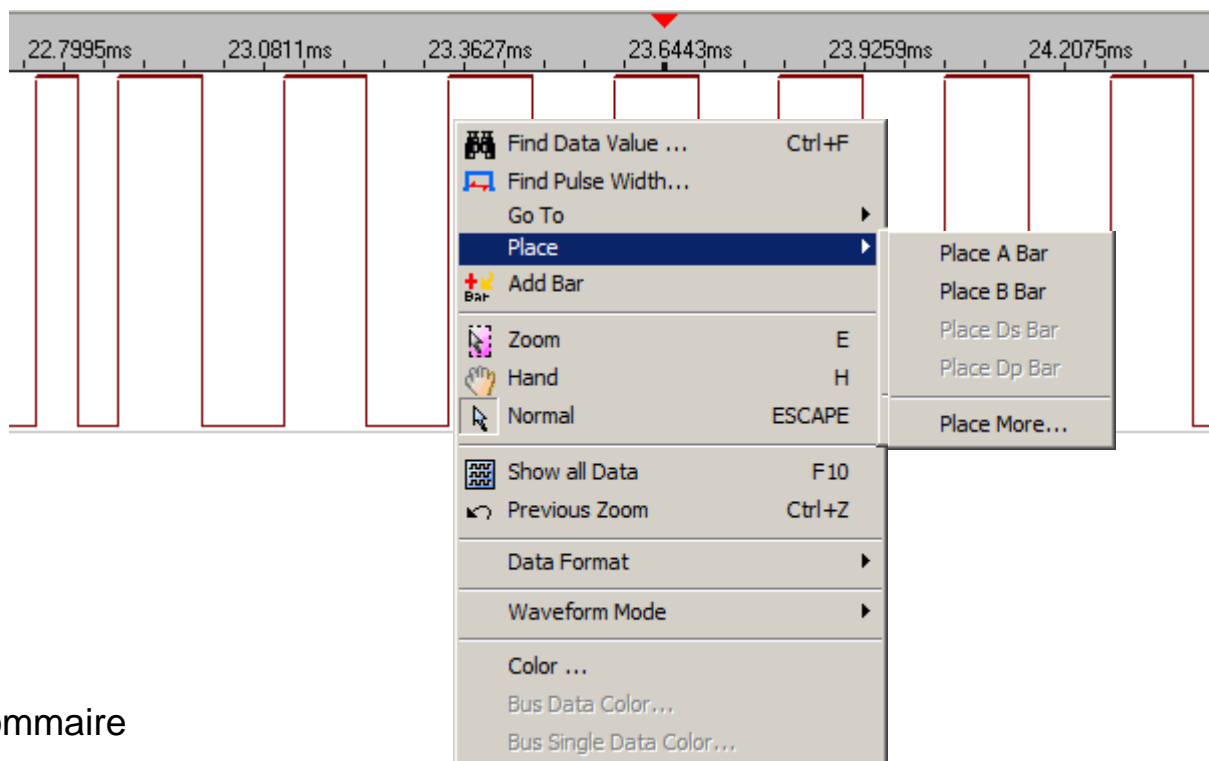 22.7995ms 23.0811ms 23.3627ms 23.6443ms 23.9259ms 24.2075ms
Find Data Value ... Ctrl+F
Find Pulse Width...
Go To
Place
Add Bar
Bar
Zoom E
Hand H
Normal ESCAPE
Show all Data F10
Previous Zoom Ctrl+Z
Data Format
Waveform Mode
Color ...
Bus Data Color...
Bus Single Data Color...
Place A Bar
Place B Bar
Place Ds Bar
Place Dp Bar
Place More...
ommaire